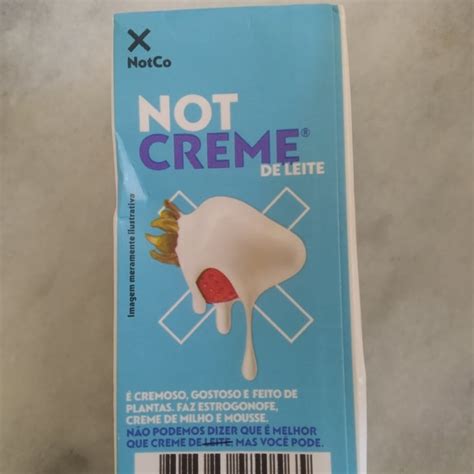 NotCo
NOT
CREME®
DE LEITE
Imagem meramente ilustrativa
É CREMOSO, GOSTOSO E FEITO DE
PLANTAS. FAZ ESTROGONOFE,
CREME DE MILHO E MOUSSE.
NÃO PODEMOS DIZER QUE É MELHOR
QUE CREME DE LEITE. MAS VOCÊ PODE.